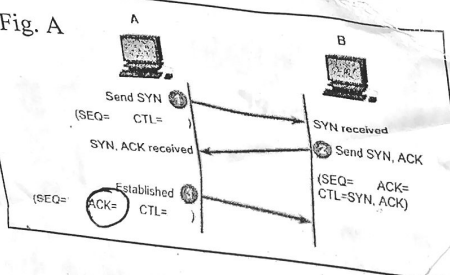 Fig. A
A
B
Send SYN 1
(SEQ= CTL= )
SYN received
SYN, ACK received
2 Send SYN, ACK
(SEQ= ACK=
CTL=SYN, ACK)
Established 3
(SEQ= ACK= CTL= )